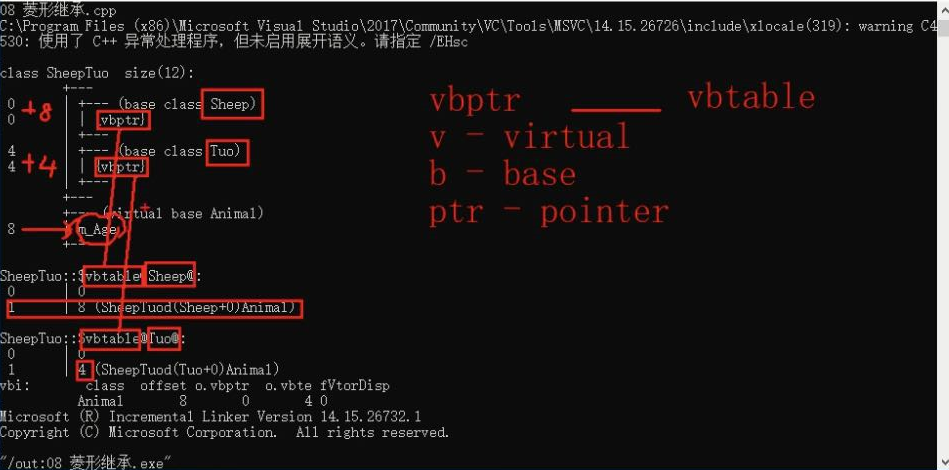 08 菱形继承.cpp
C:\Program Files (x86)\Microsoft Visual Studio\2017\Community\VC\Tools\MSVC\14.15.26726\include\xlocale(319): warning C4
530: 使用了 C++ 异常处理程序，但未启用展开语义。请指定 /EHsc
class SheepTuo  size(12):
+---
0 +8 | +--- (base class Sheep)
0 | | {vbptr}
| +---
4 +4 | +--- (base class Tuo)
4 | | {vbptr}
| +---
+---
+--- (virtual base Animal)
8 | m_Age
+---
vbptr ______ vbtable
v - virtual
b - base
ptr - pointer
SheepTuo::$vbtable@Sheep@:
0 | 0
1 | 8 (SheepTuod(Sheep+0)Animal)
SheepTuo::$vbtable@Tuo@:
0 | 0
1 | 4 (SheepTuod(Tuo+0)Animal)
vbi: class offset o.vbptr o.vbte fVtorDisp
Animal 8 0 4 0
Microsoft (R) Incremental Linker Version 14.15.26732.1
Copyright (C) Microsoft Corporation.  All rights reserved.
"/out:08 菱形继承.exe"